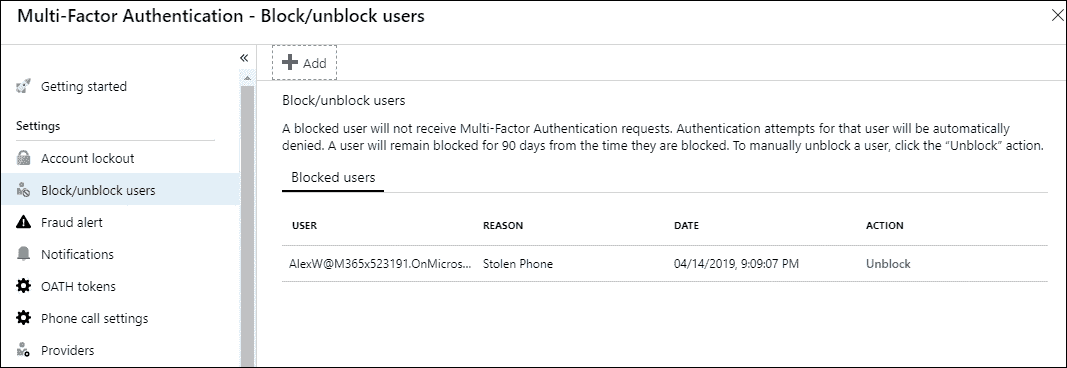 Multi-Factor Authentication - Block/unblock users
Getting started
Settings
Account lockout
Block/unblock users
Fraud alert
Notifications
OATH tokens
Phone call settings
Providers
Add
Block/unblock users
A blocked user will not receive Multi-Factor Authentication requests. Authentication attempts for that user will be automatically
denied. A user will remain blocked for 90 days from the time they are blocked. To manually unblock a user, click the “Unblock” action.
Blocked users
USER REASON DATE ACTION
AlexW@M365x523191.OnMicros... Stolen Phone 04/14/2019, 9:09:07 PM Unblock